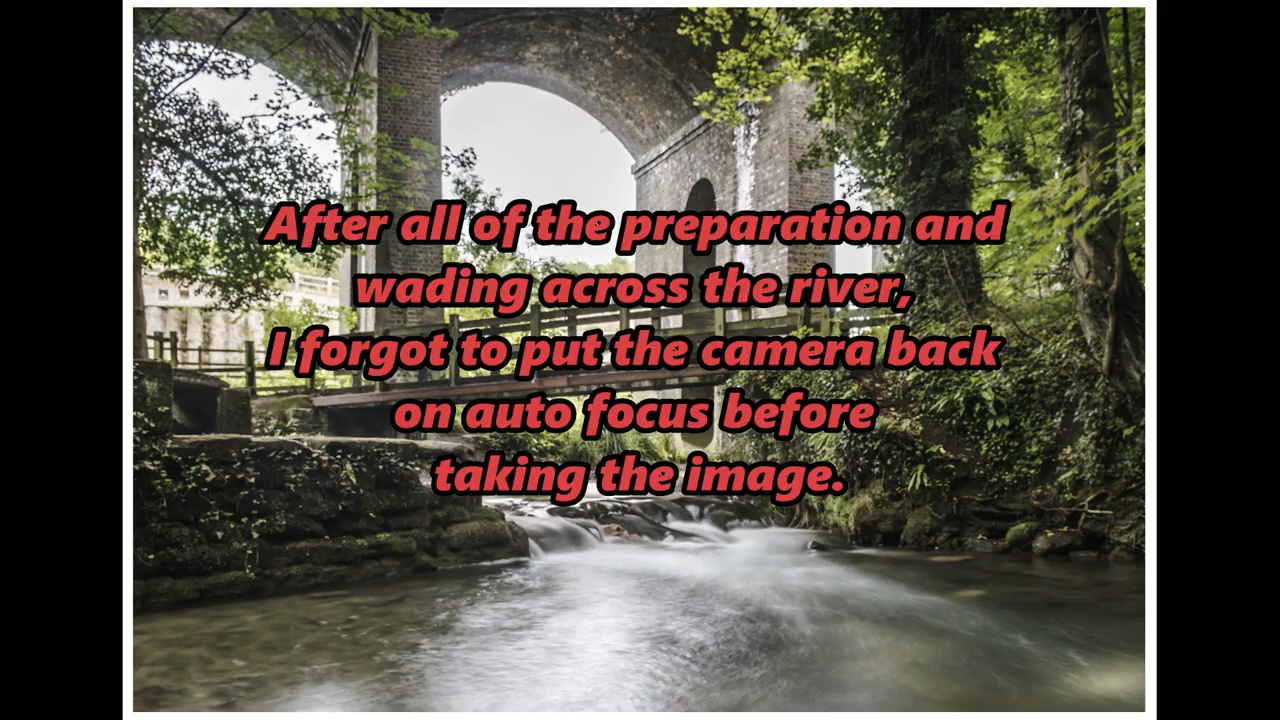 After all of the preparation and
wading across the river,
I forgot to put the camera back
on auto focus before
taking the image.